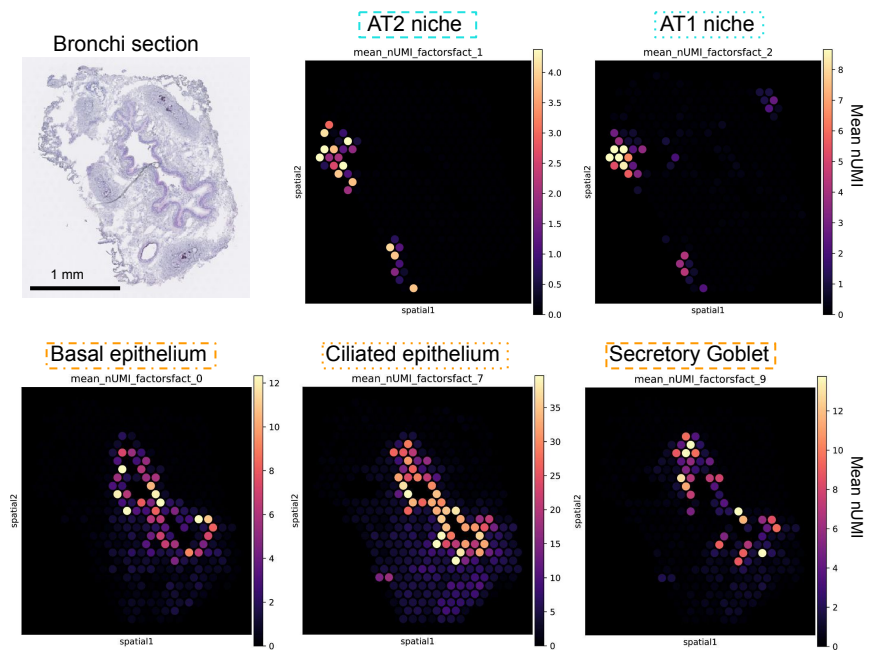 Bronchi section
1 mm
AT2 niche
mean_nUMI_factorsfact_1
spatial2
spatial1
4.0
3.5
3.0
2.5
2.0
1.5
1.0
0.5
0.0
AT1 niche
mean_nUMI_factorsfact_2
spatial2
spatial1
8
7
6
5
4
3
2
1
0
Mean nUMI
Basal epithelium
mean_nUMI_factorsfact_0
spatial2
spatial1
12
10
8
6
4
2
0
Ciliated epithelium
mean_nUMI_factorsfact_7
spatial2
spatial1
35
30
25
20
15
10
5
0
Secretory Goblet
mean_nUMI_factorsfact_9
spatial2
spatial1
12
10
8
6
4
2
0
Mean nUMI